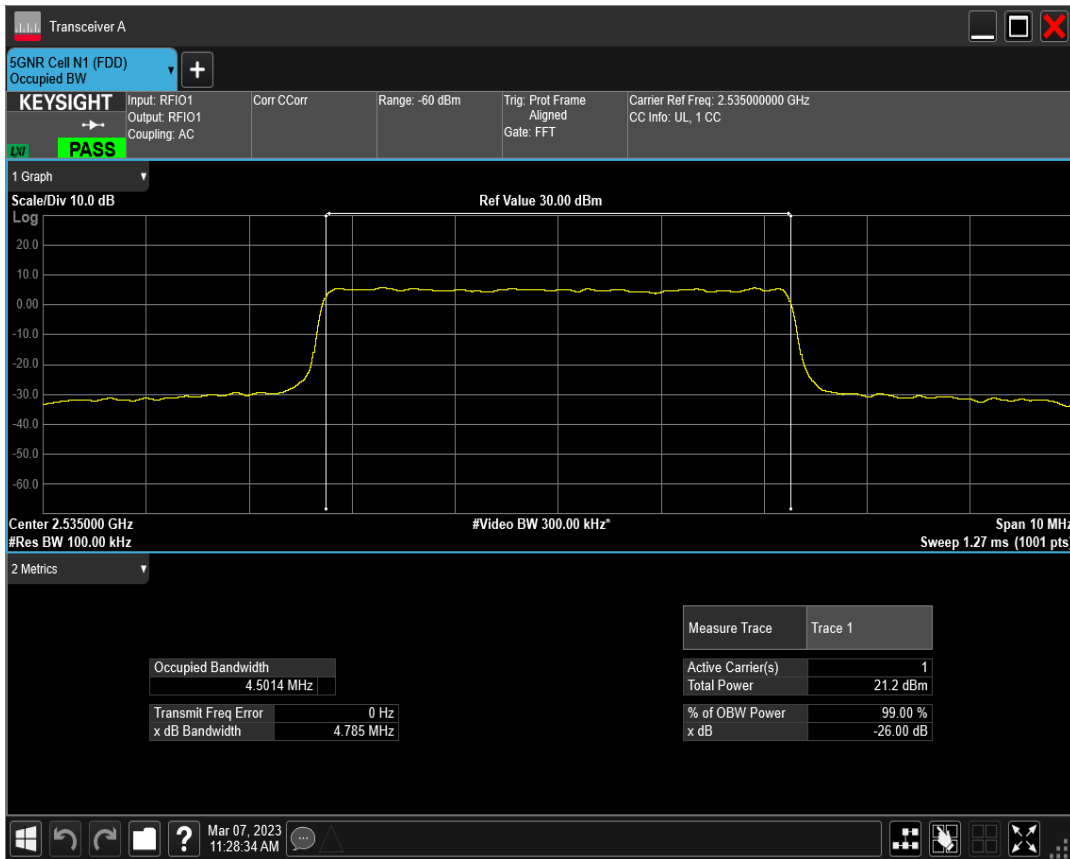 Transceiver A
5GNR Cell N1 (FDD)
Occupied BW
+
KEYSIGHT
LXI
PASS
Input: RFIO1
Output: RFIO1
Coupling: AC
Corr CCorr
Range: -60 dBm
Trig: Prot Frame
Aligned
Gate: FFT
Carrier Ref Freq: 2.535000000 GHz
CC Info: UL, 1 CC
1 Graph
Scale/Div 10.0 dB
Ref Value 30.00 dBm
Log
20.0
10.0
0.00
-10.0
-20.0
-30.0
-40.0
-50.0
-60.0
Center 2.535000 GHz
#Video BW 300.00 kHz*
Span 10 MHz
#Res BW 100.00 kHz
Sweep 1.27 ms (1001 pts)
2 Metrics
Measure Trace Trace 1
Occupied Bandwidth
4.5014 MHz
Active Carrier(s) 1
Total Power 21.2 dBm
Transmit Freq Error 0 Hz
x dB Bandwidth 4.785 MHz
% of OBW Power 99.00 %
x dB -26.00 dB
?
Mar 07, 2023
11:28:34 AM